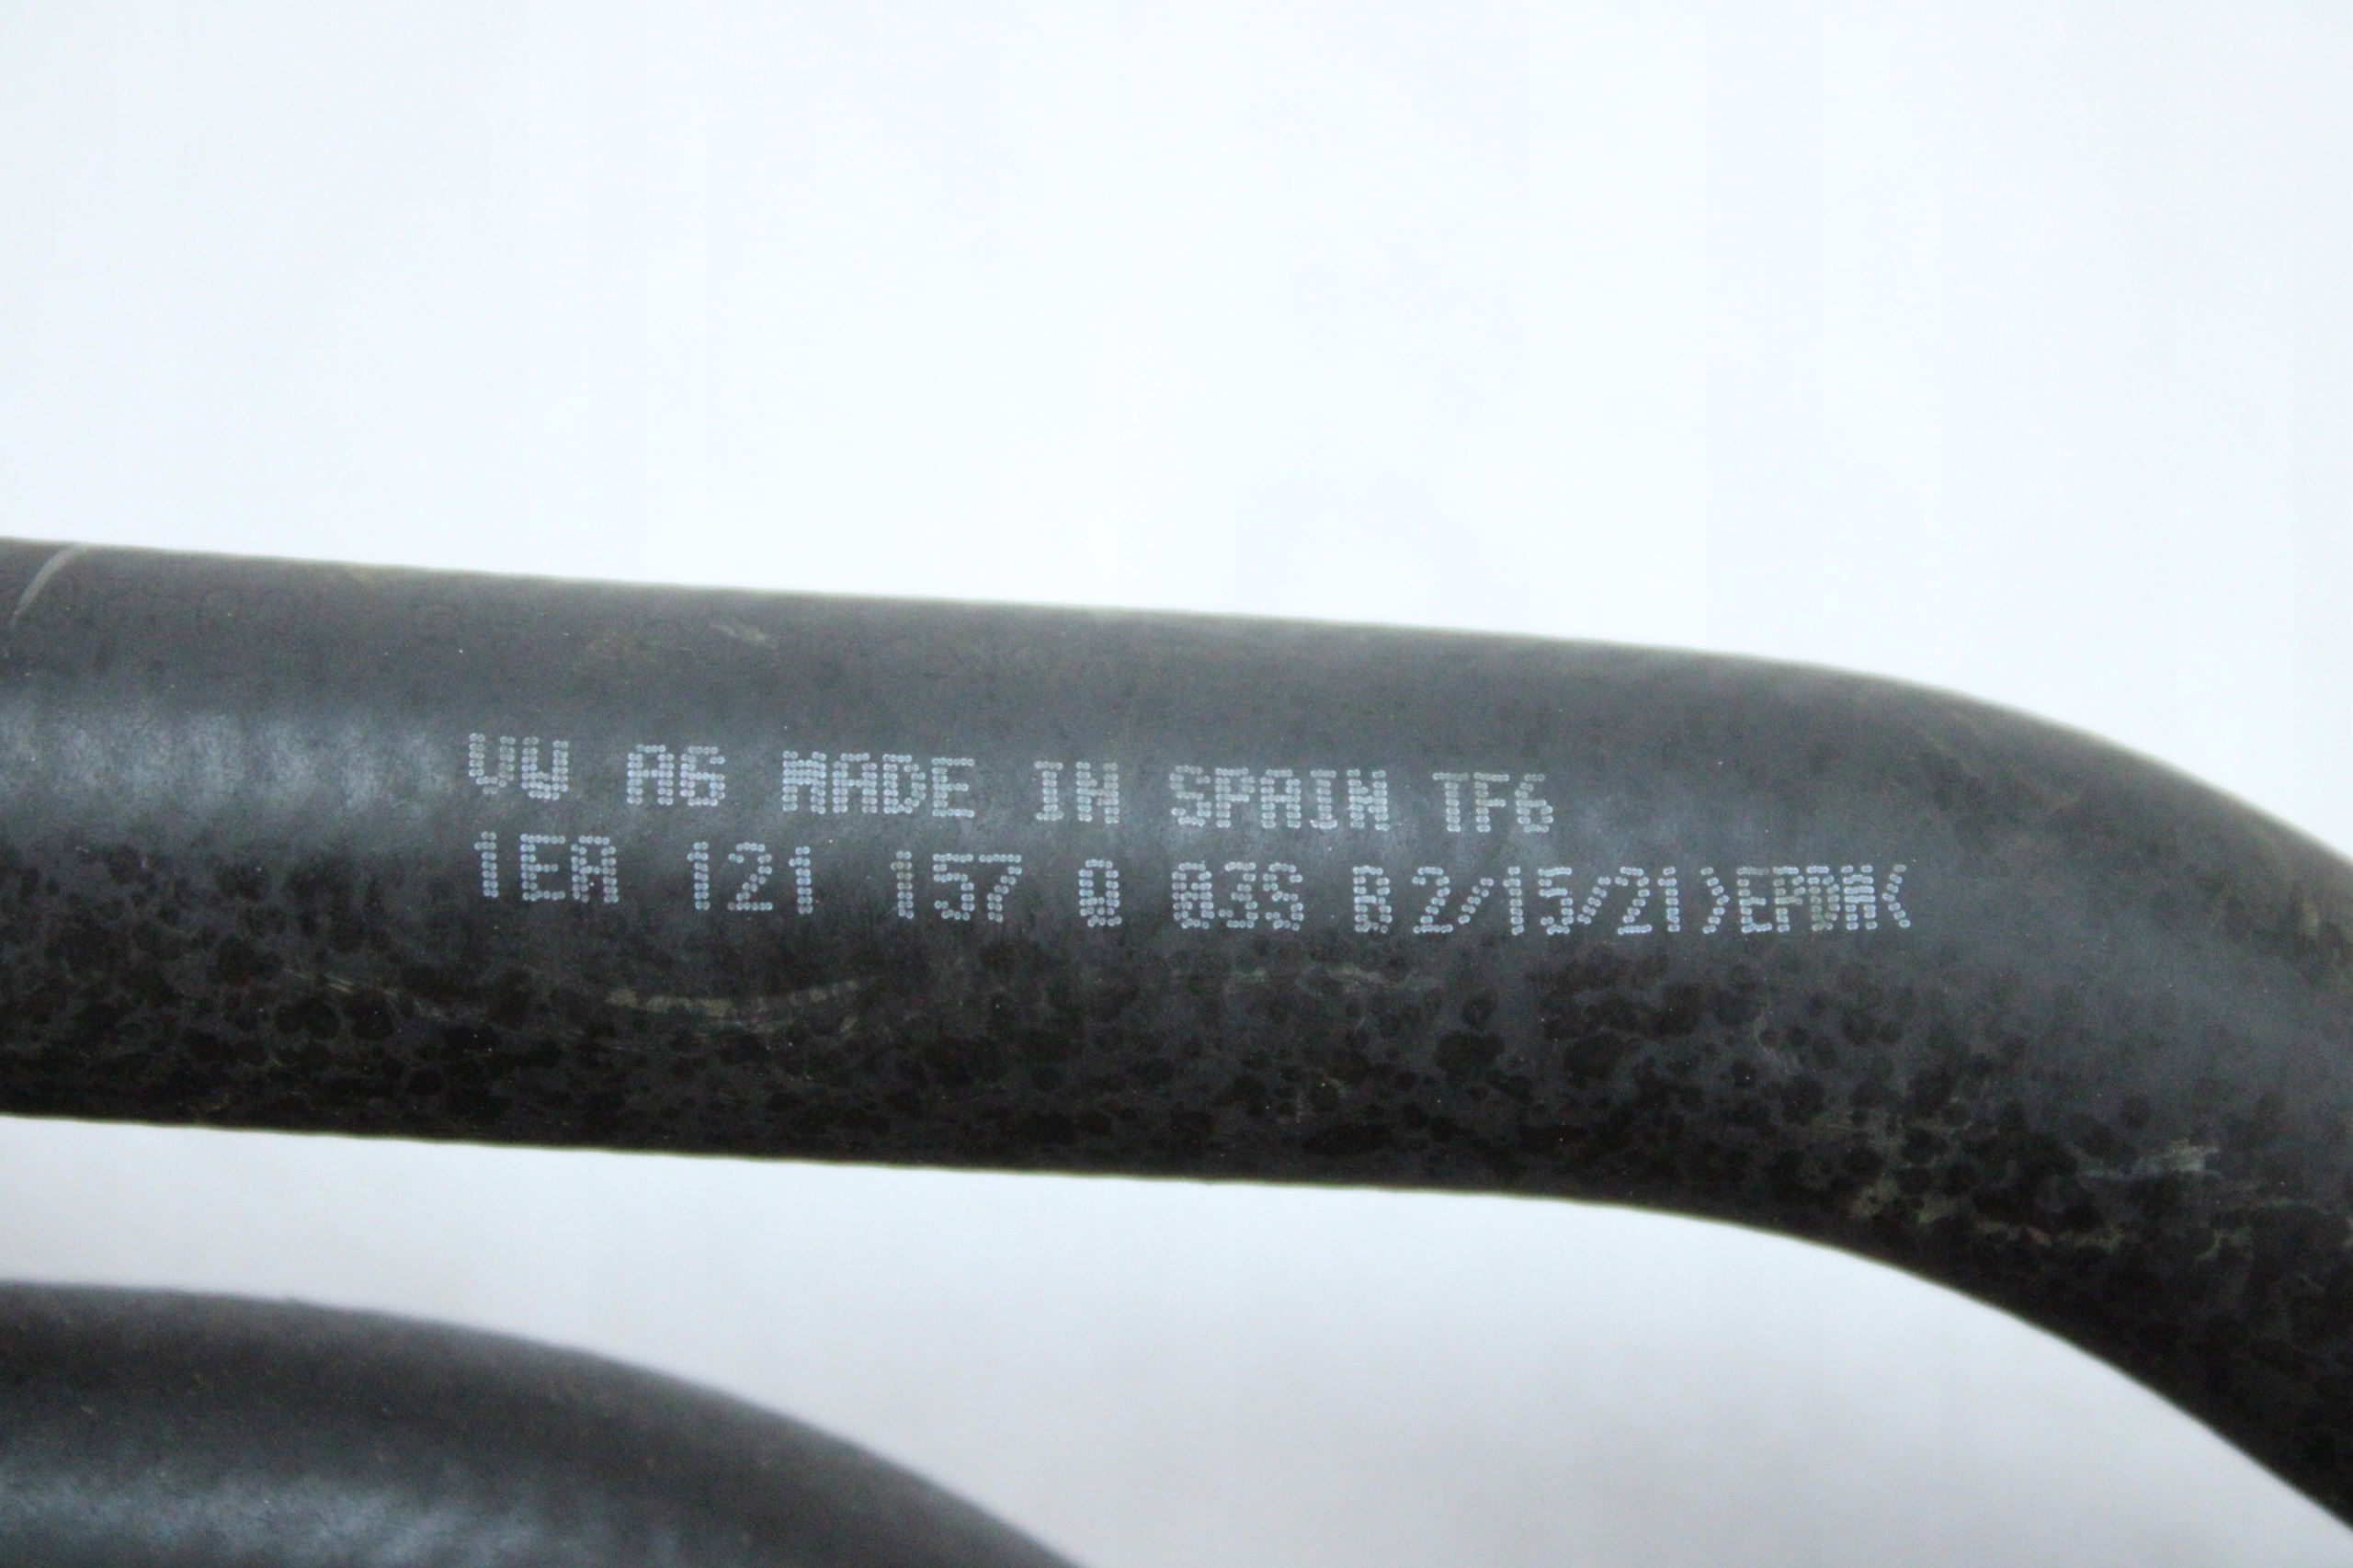 VW AG MADE IN SPAIN TF6
1EA 121 157 Q 03S B 2/15/21>EPDM<